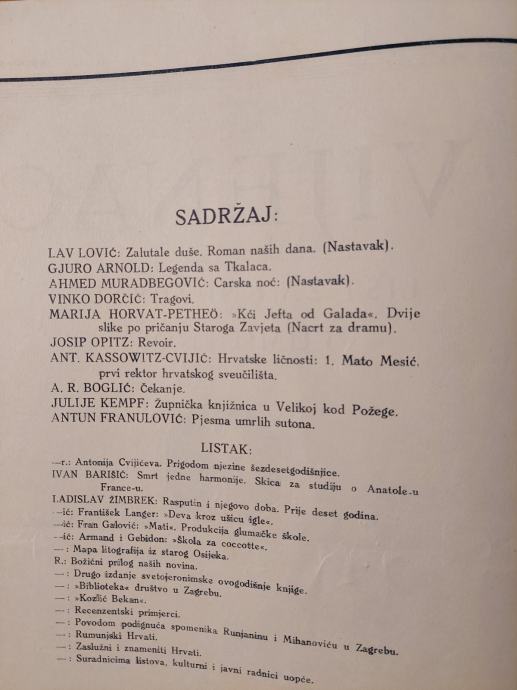 SADRŽAJ:
LAV LOVIĆ: Zalutale duše. Roman naših dana. (Nastavak).
GJURO ARNOLD: Legenda sa Tkalaca.
AHMED MURADBEGOVIĆ: Carska noć: (Nastavak).
VINKO DORČIĆ: Tragovi.
MARIJA HORVAT-PETHEÖ: »Kći Jefta od Galada«. Dvije
slike po pričanju Staroga Zavjeta (Nacrt za dramu).
JOSIP OPITZ: Revoir.
ANT. KASSOWITZ-CVIJIĆ: Hrvatske ličnosti: 1. Mato Mesić,
prvi rektor hrvatskog sveučilišta.
A. R. BOGLIĆ: Čekanje.
JULIJE KEMPF: Župnička knjižnica u Velikoj kod Požege.
ANTUN FRANULOVIĆ: Pjesma umrlih sutona.
LISTAK:
—r.: Antonija Cvijićeva. Prigodom njezine šezdesetgodišnjice.
IVAN BARIŠIĆ: Smrt jedne harmonije. Skica za studiju o Anatole-u
France-u.
LADISLAV ŽIMBREK: Rasputin i njegovo doba. Prije deset godina.
—ić: František Langer: »Deva kroz ušicu igle«.
—ić: Fran Galović: »Mati«. Produkcija glumačke škole.
—ić: Armand i Gebidon: »Škola za coccotte«.
— : Mapa litografija iz starog Osijeka.
R.: Božićni prilog naših novina.
— : Drugo izdanje svetojeronimske ovogodišnje knjige.
— : »Biblioteka« društvo u Zagrebu.
— : »Kozlić Bekan«.
— : Recenzentski primjerci.
— : Povodom podignuća spomenika Runjaninu i Mihanoviću u Zagrebu.
— : Rumunjski Hrvati.
— : Zaslužni i znameniti Hrvati.
— : Suradnicima listova, kulturni i javni radnici uopće.